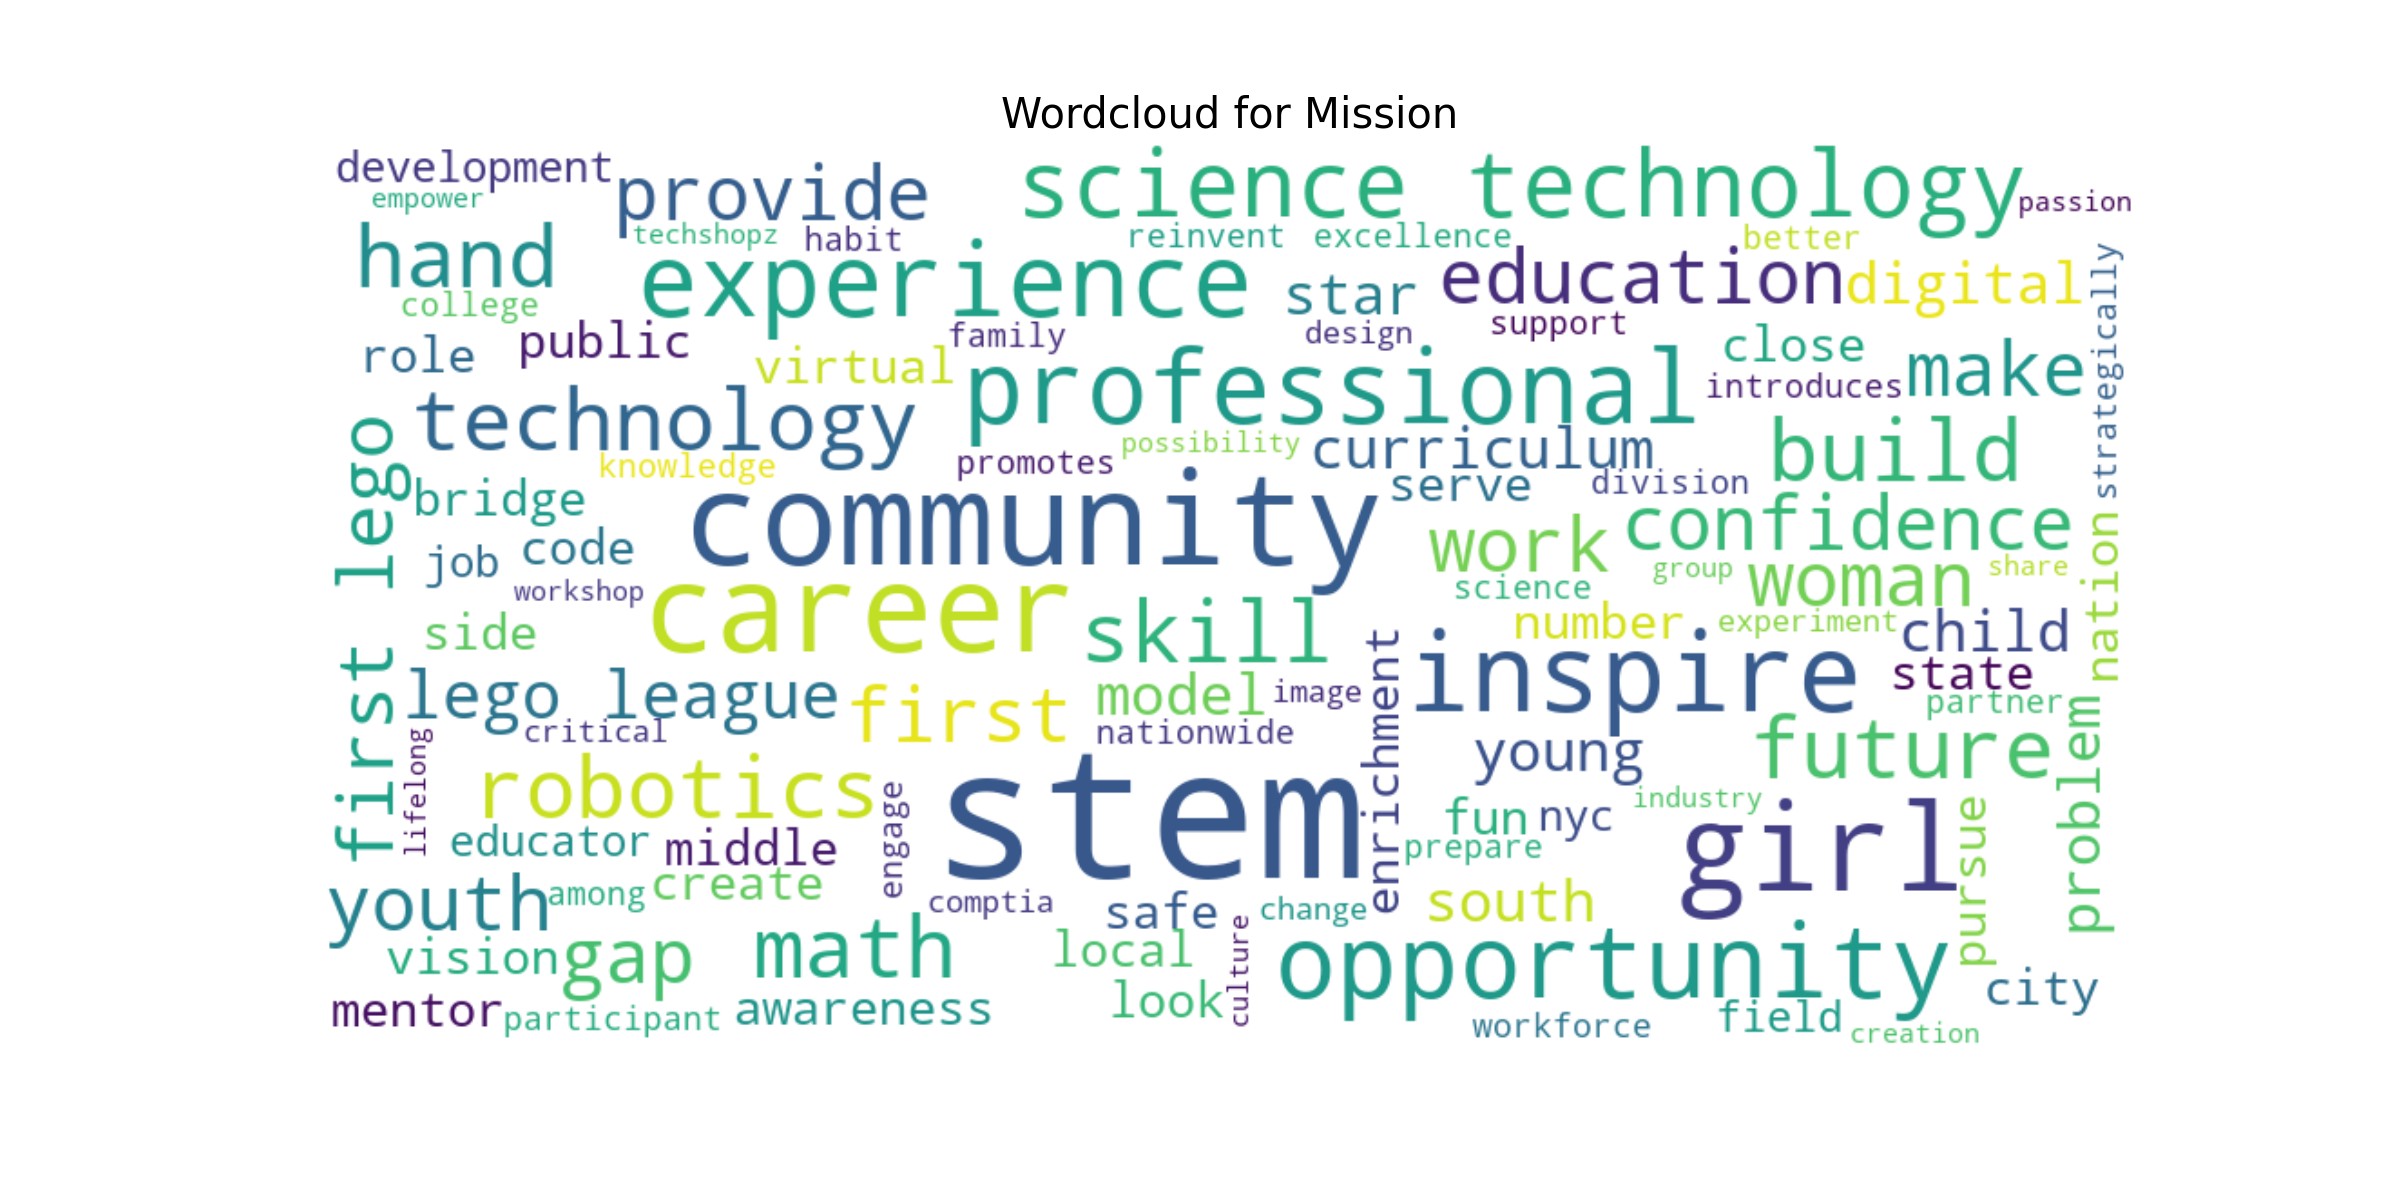 Wordcloud for Mission
development
provide
science technology
passion
empower
hand
techshopz
habit
reinvent
excellence
better
experience
star
education
digital
strategically
college
public
family
design
support
role
virtual
professional
close
introduces
make
first lego
technology
knowledge
promotes
possibility
curriculum
build
bridge
community
serve
division
confidence
nation
job
code
work
workshop
career
science
group
woman
share
side
skill
number
experiment
child
lego league
first
model
image
enrichment
inspire
state
partner
problem
critical
nationwide
lifelong
robotics
engage
stem
young
future
fun
nyc
industry
girl
pursue
educator
middle
prepare
youth
among
create
comptia
safe
change
south
culture
vision
gap
math
local
opportunity
city
mentor
participant
awareness
look
workforce
field
creation